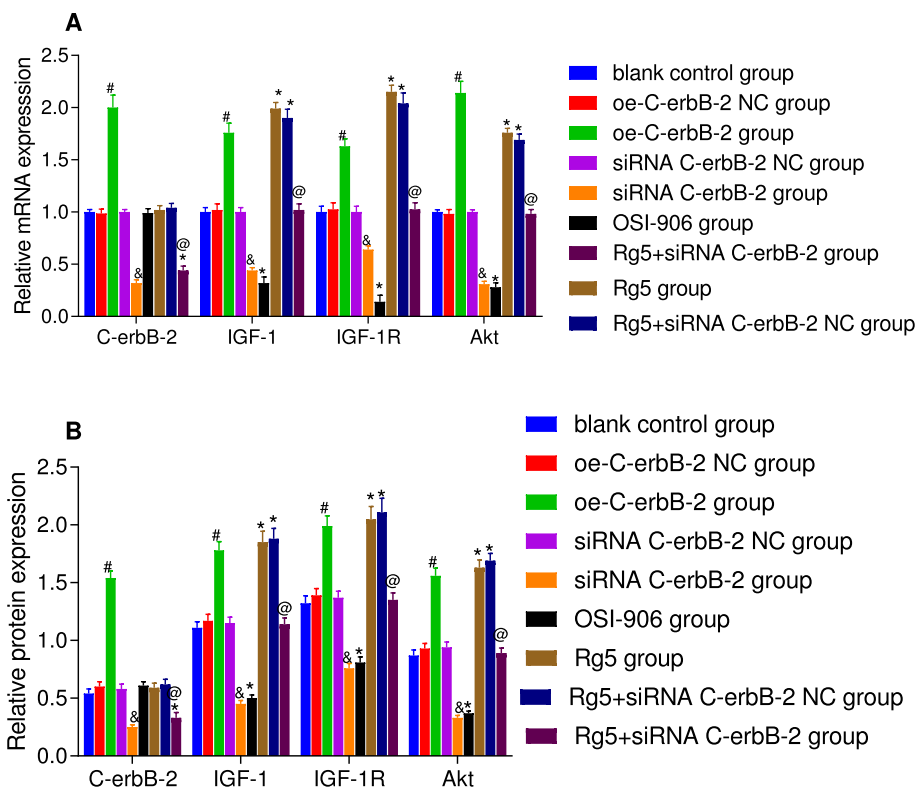 A
Relative mRNA expresssion
2.5
2.0
1.5
1.0
0.5
0.0
# # # #
* * * * * *
& & & &
* * *
@ * @ @ @
C-erbB-2 IGF-1 IGF-1R Akt
blank control group
oe-C-erbB-2 NC group
oe-C-erbB-2 group
siRNA C-erbB-2 NC group
siRNA C-erbB-2 group
OSI-906 group
Rg5+siRNA C-erbB-2 group
Rg5 group
Rg5+siRNA C-erbB-2 NC group
B
Relative protein expression
2.5
2.0
1.5
1.0
0.5
0.0
# # # #
* * * * * *
& & & &
* * *
@ * @ @ @
C-erbB-2 IGF-1 IGF-1R Akt
blank control group
oe-C-erbB-2 NC group
oe-C-erbB-2 group
siRNA C-erbB-2 NC group
siRNA C-erbB-2 group
OSI-906 group
Rg5 group
Rg5+siRNA C-erbB-2 NC group
Rg5+siRNA C-erbB-2 group